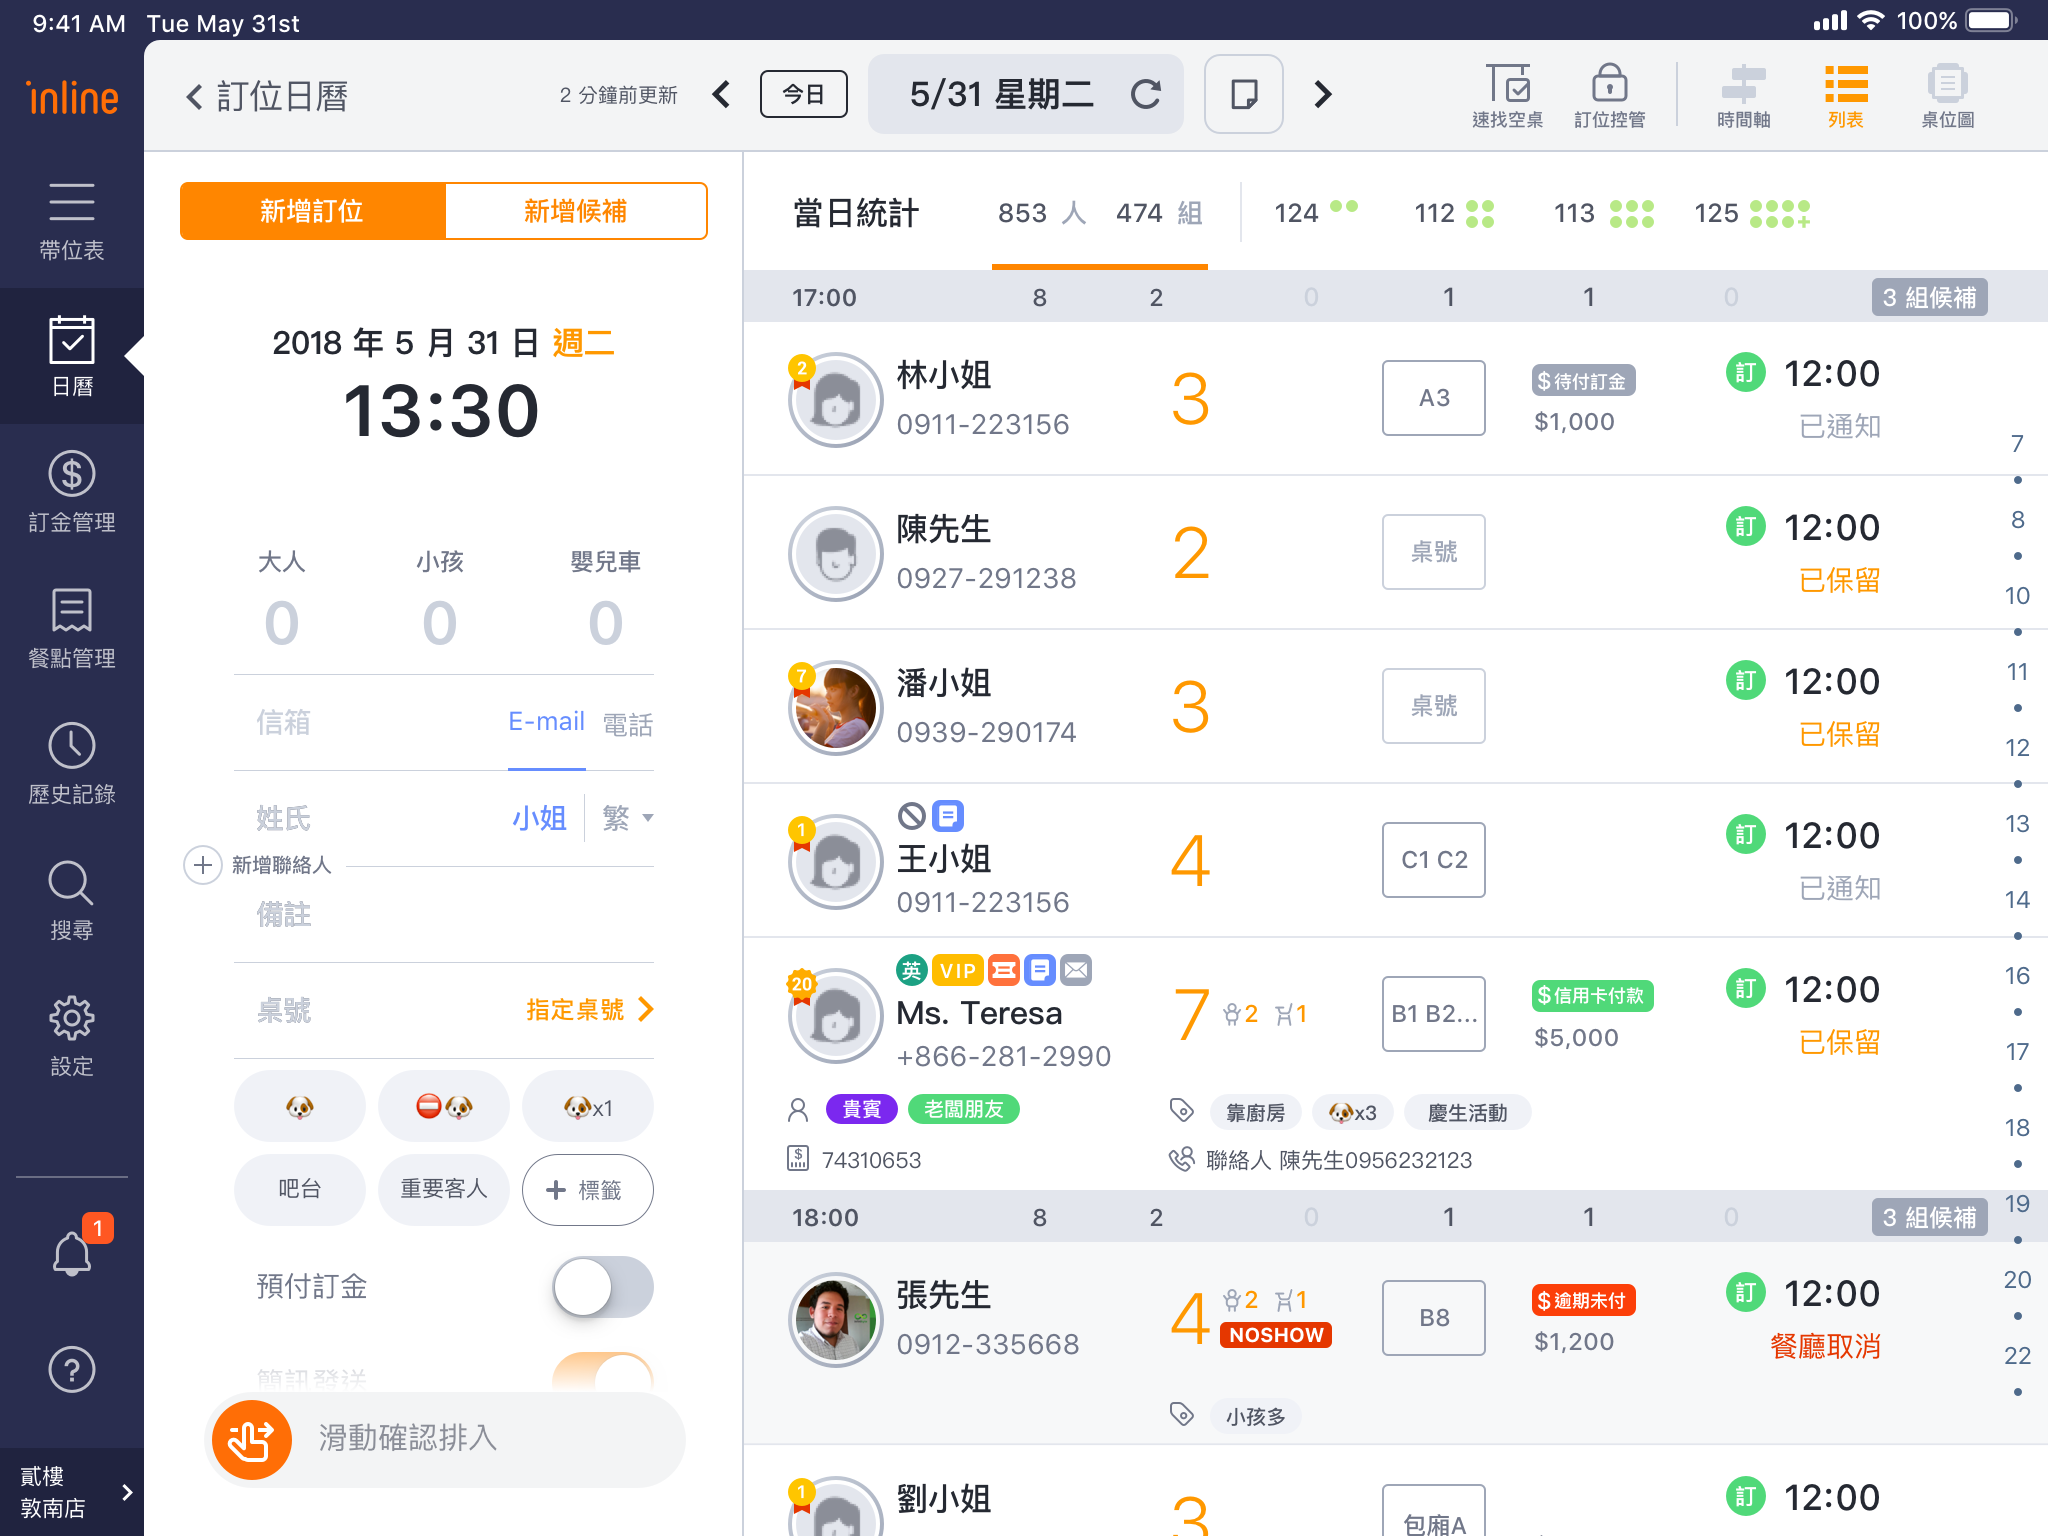 9:41 AM Tue May 31st
100%
inline
帶位表
日曆
訂金管理
餐點管理
歷史記錄
搜尋
設定
1
?
貳樓
敦南店
訂位日曆
2 分鐘前更新
今日
5/31 星期二
速找空桌
訂位控管
時間軸
列表
桌位圖
新增訂位
新增候補
2018 年 5 月 31 日 週二
13:30
大人 小孩 嬰兒車
0 0 0
信箱 E-mail 電話
姓氏 小姐 繁
新增聯絡人
備註
桌號 指定桌號
x1
吧台 重要客人 + 標籤
預付訂金
簡訊發送
滑動確認排入
當日統計 853 人 474 組 124 112 113 125
17:00 8 2 0 1 1 0 3 組候補
2 林小姐 3 A3 $待付訂金 訂 12:00
0911-223156 $1,000 已通知
陳先生 2 桌號 訂 12:00
0927-291238 已保留
7 潘小姐 3 桌號 訂 12:00
0939-290174 已保留
1 王小姐 4 C1 C2 訂 12:00
0911-223156 已通知
英 VIP
20 Ms. Teresa 7 2 1 B1 B2... $信用卡付款 訂 12:00
+866-281-2990 $5,000 已保留
貴賓 老闆朋友 靠廚房 x3 慶生活動
$ 74310653 聯絡人 陳先生0956232123
18:00 8 2 0 1 1 0 3 組候補
張先生 4 2 1 B8 $逾期未付 訂 12:00
0912-335668 NOSHOW $1,200 餐廳取消
小孩多
1 劉小姐 3 包廂A 訂 12:00
7
8
10
11
12
13
14
16
17
18
19
20
22